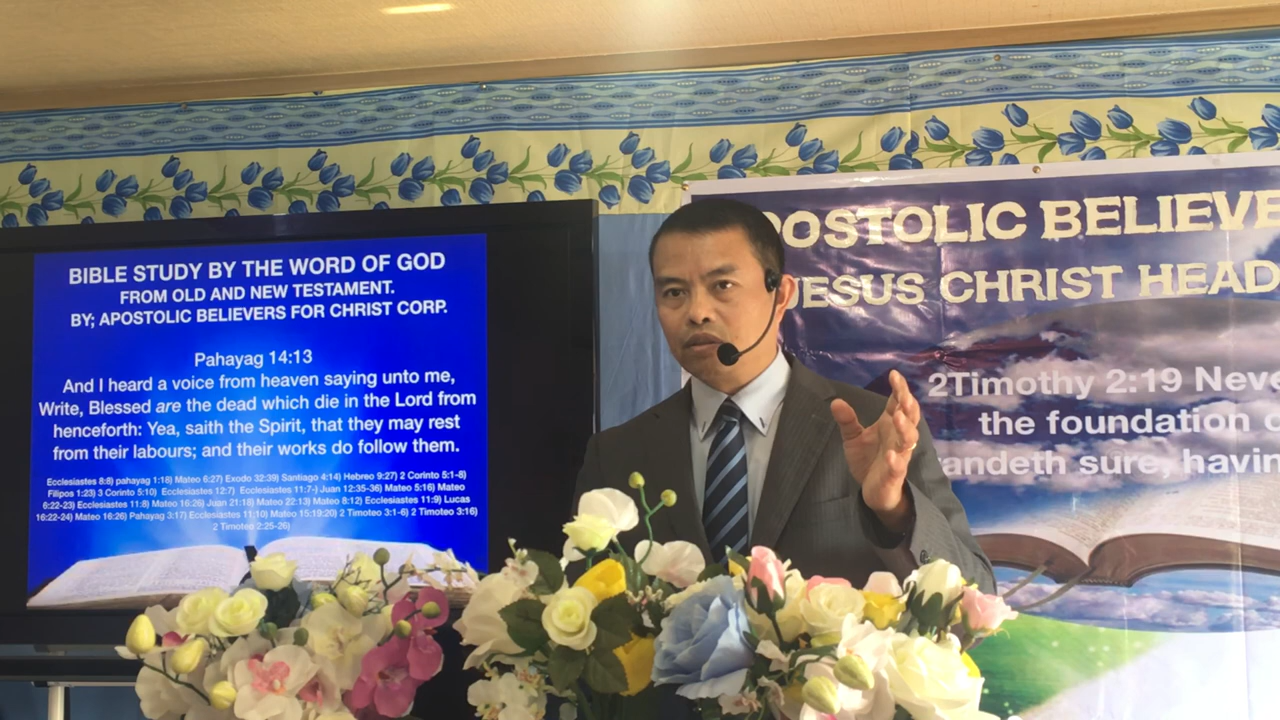 BIBLE STUDY BY THE WORD OF GOD
FROM OLD AND NEW TESTAMENT.
BY; APOSTOLIC BELIEVERS FOR CHRIST CORP.
Pahayag 14:13
And I heard a voice from heaven saying unto me,
Write, Blessed are the dead which die in the Lord from
henceforth: Yea, saith the Spirit, that they may rest
from their labours; and their works do follow them.
Ecclesiastes 8:8) pahayag 1:18) Mateo 6:27) Exodo 32:39) Santiago 4:14) Hebreo 9:27) 2 Corinto 5:1-8)
Filipos 1:23) 3 Corinto 5:10) Ecclesiastes 12:7) Ecclesiastes 11:7-) Juan 12:35-36) Mateo 5:16) Mateo
6:22-23) Ecclesiastes 11:8) Mateo 16:26) Juan 21:18) Mateo 22:13) Mateo 8:12) Ecclesiastes 11:9) Lucas
16:22-24) Mateo 16:26) Pahayag 3:17) Ecclesiastes 11:10) Mateo 15:19:20) 2 Timoteo 3:1-6) 2 Timoteo 3:16)
2 Timoteo 2:25-26)
POSTOLIC BELIEVE
JESUS CHRIST HEAD
2Timothy 2:19 Neve
the foundation o
andeth sure, havin